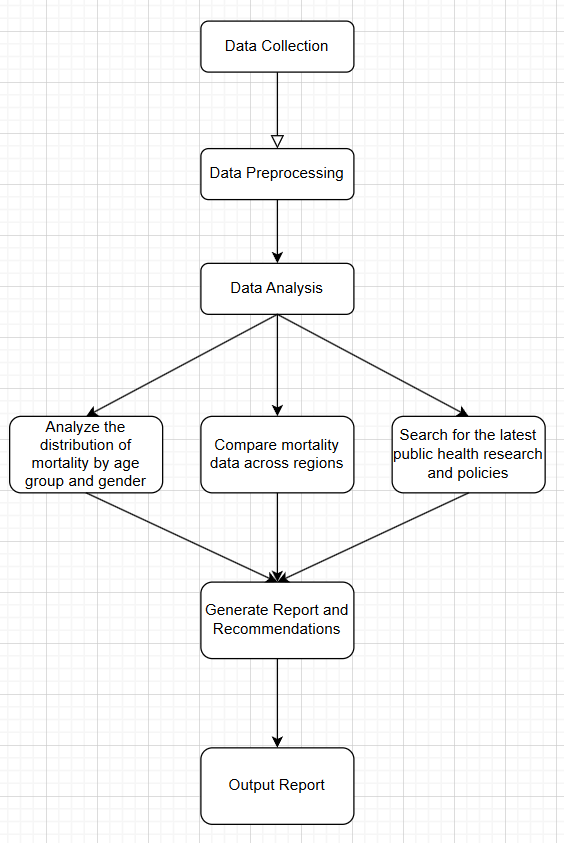 Data Collection
Data Preprocessing
Data Analysis
Analyze the
distribution of
mortality by age
group and gender
Compare mortality
data across regions
Search for the latest
public health research
and policies
Generate Report and
Recommendations
Output Report